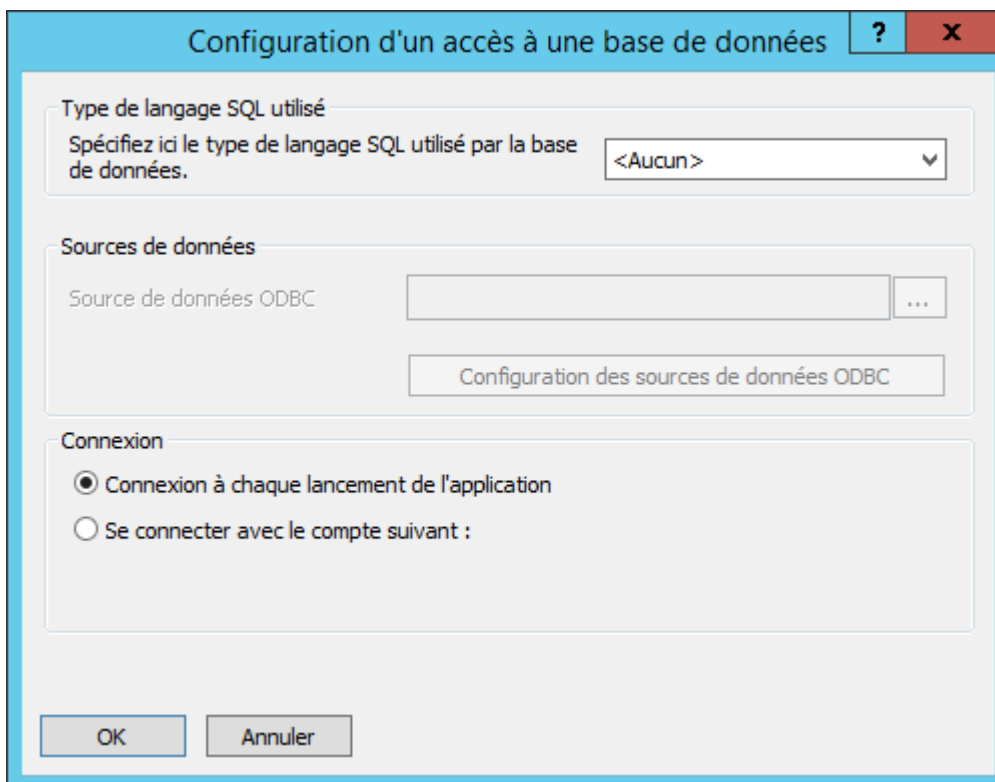 Configuration d'un accès à une base de données
?
x
Type de langage SQL utilisé
Spécifiez ici le type de langage SQL utilisé par la base
de données.
<Aucun>
Sources de données
Source de données ODBC
...
Configuration des sources de données ODBC
Connexion
Connexion à chaque lancement de l'application
Se connecter avec le compte suivant :
OK
Annuler